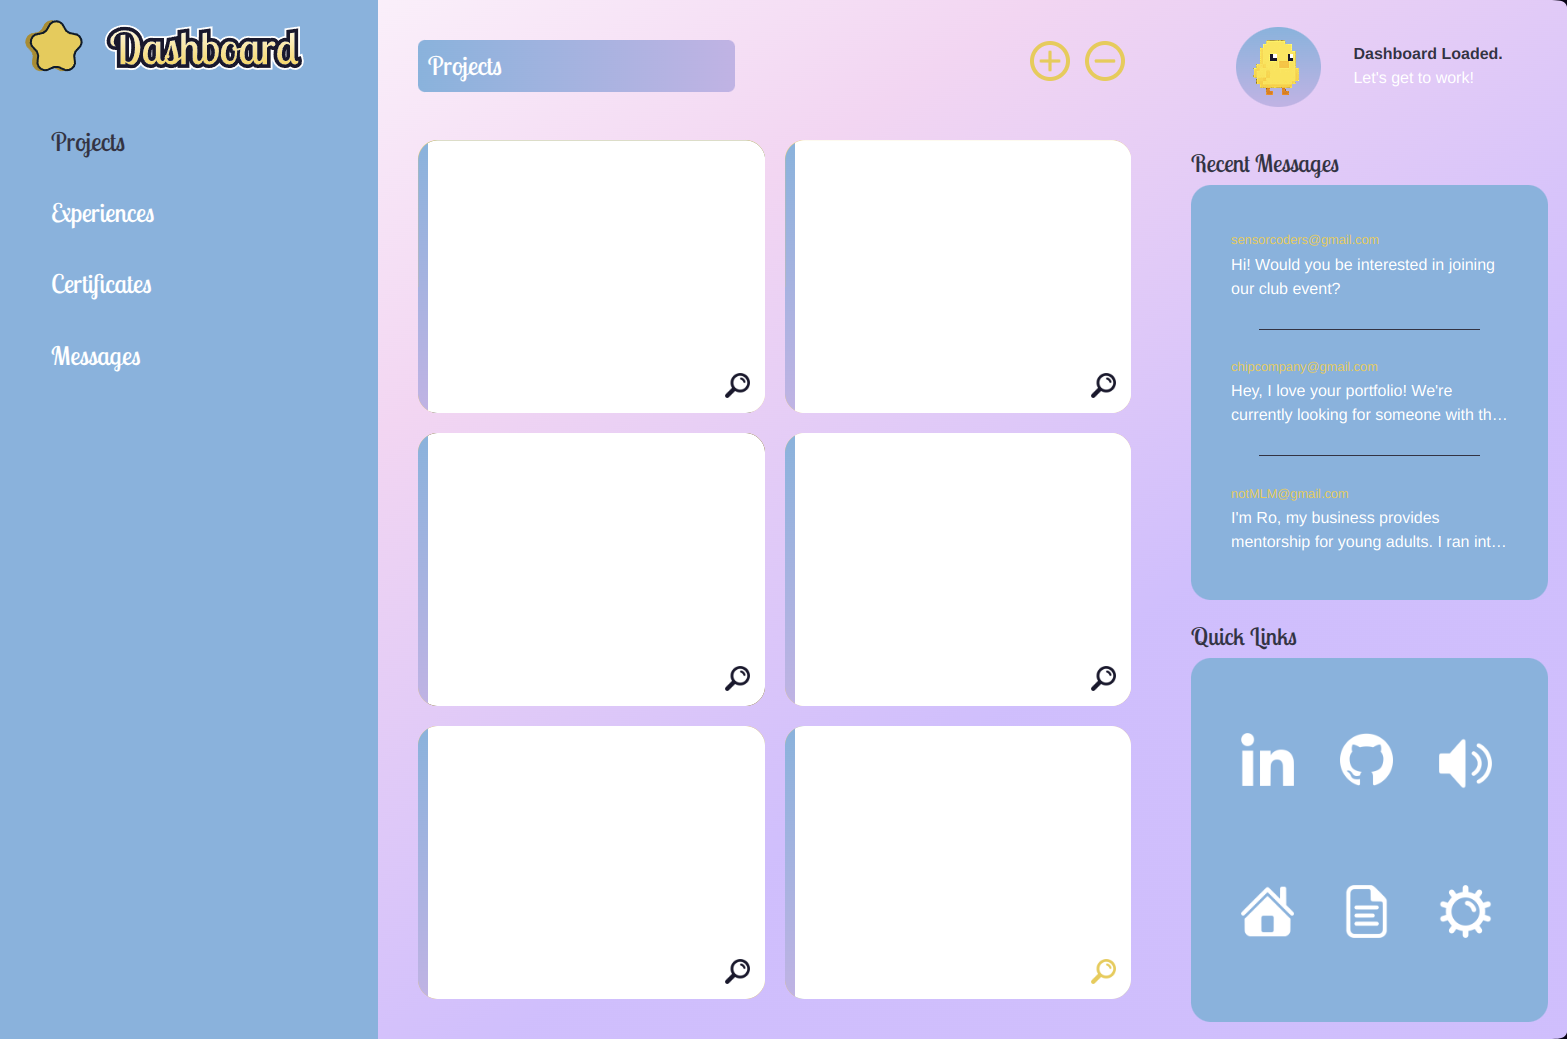 Dashboard
Projects
Experiences
Certificates
Messages
Projects
Dashboard Loaded.
Let's get to work!
Recent Messages
sensorcoders@gmail.com
Hi! Would you be interested in joining
our club event?
chipcompany@gmail.com
Hey, I love your portfolio! We're
currently looking for someone with th…
notMLM@gmail.com
I'm Ro, my business provides
mentorship for young adults. I ran int…
Quick Links
in